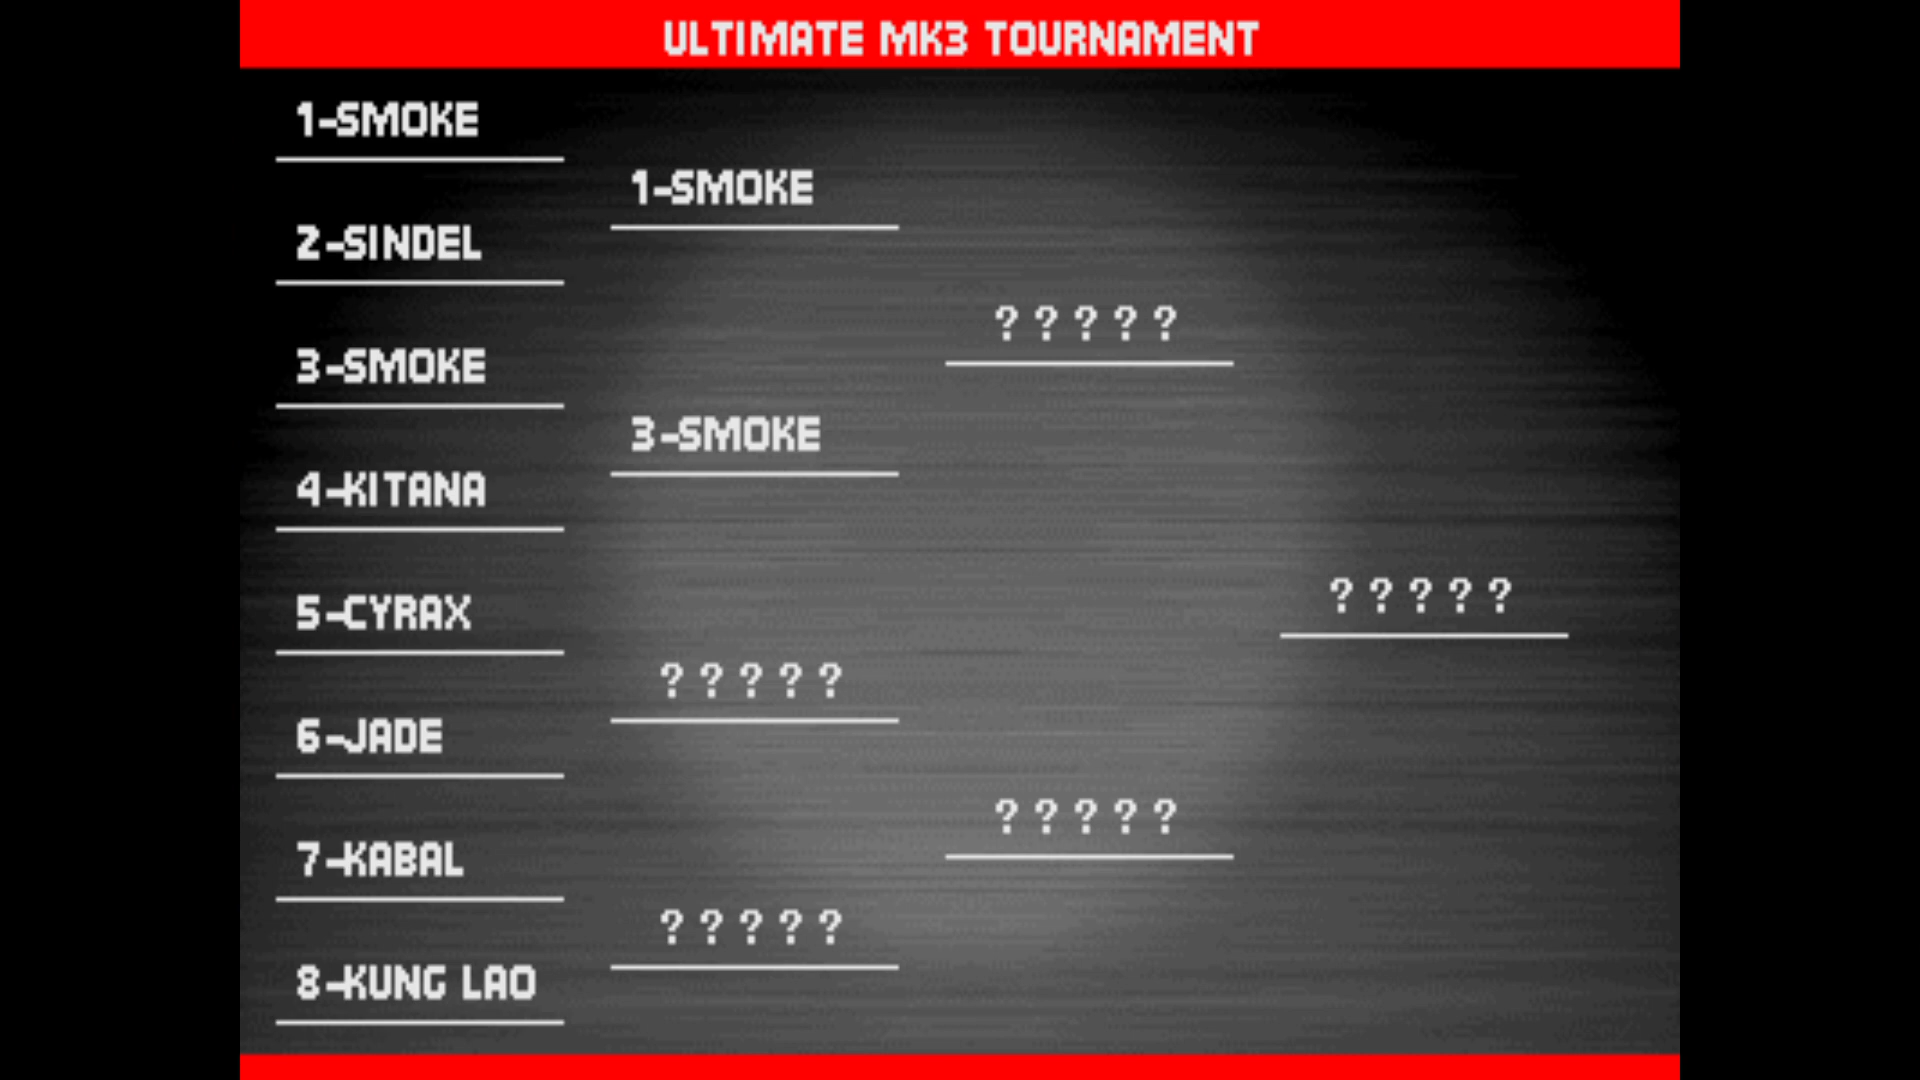 ULTIMATE MK3 TOURNAMENT
1-SMOKE
1-SMOKE
2-SINDEL
? ? ? ? ?
3-SMOKE
3-SMOKE
4-KITANA
? ? ? ? ?
5-CYRAX
? ? ? ? ?
6-JADE
? ? ? ? ?
7-KABAL
? ? ? ? ?
8-KUNG LAO